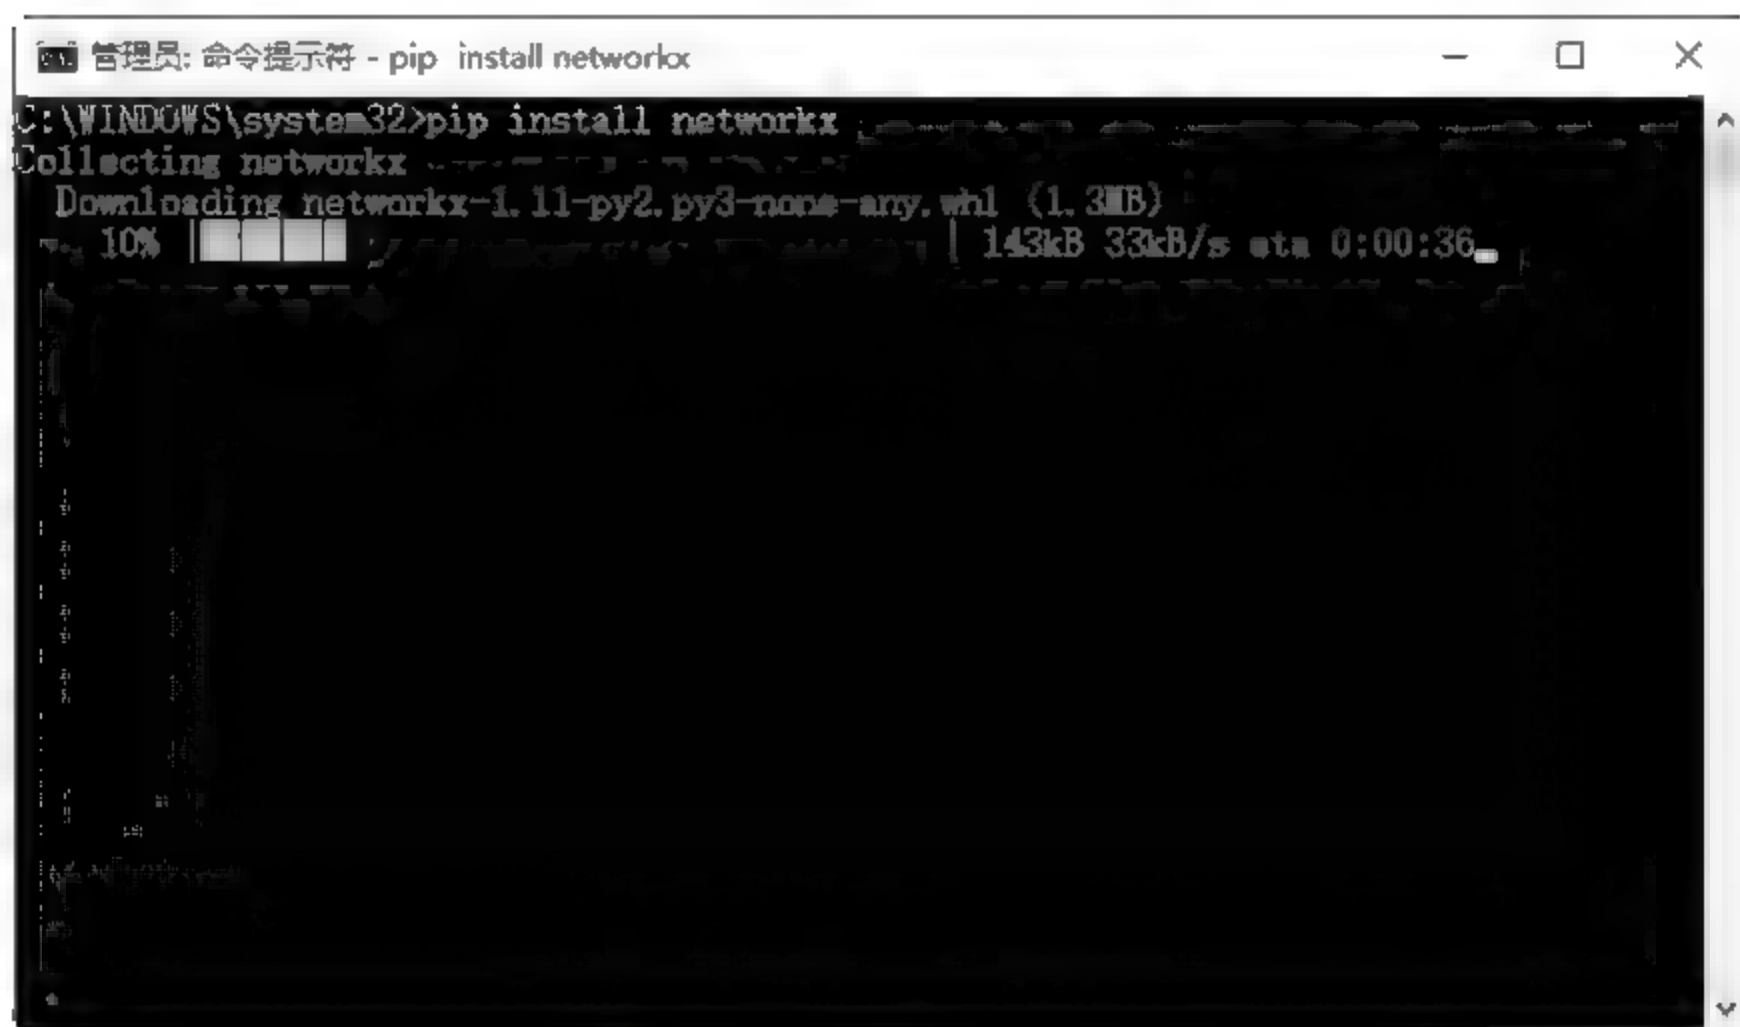 管理员: 命令提示符 - pip  install networkx
C:\WINDOWS\system32>pip install networkx
Collecting networkx
Downloading networkx-1.11-py2.py3-none-any.whl (1.3MB)
10% |████ | 143kB 33kB/s eta 0:00:36